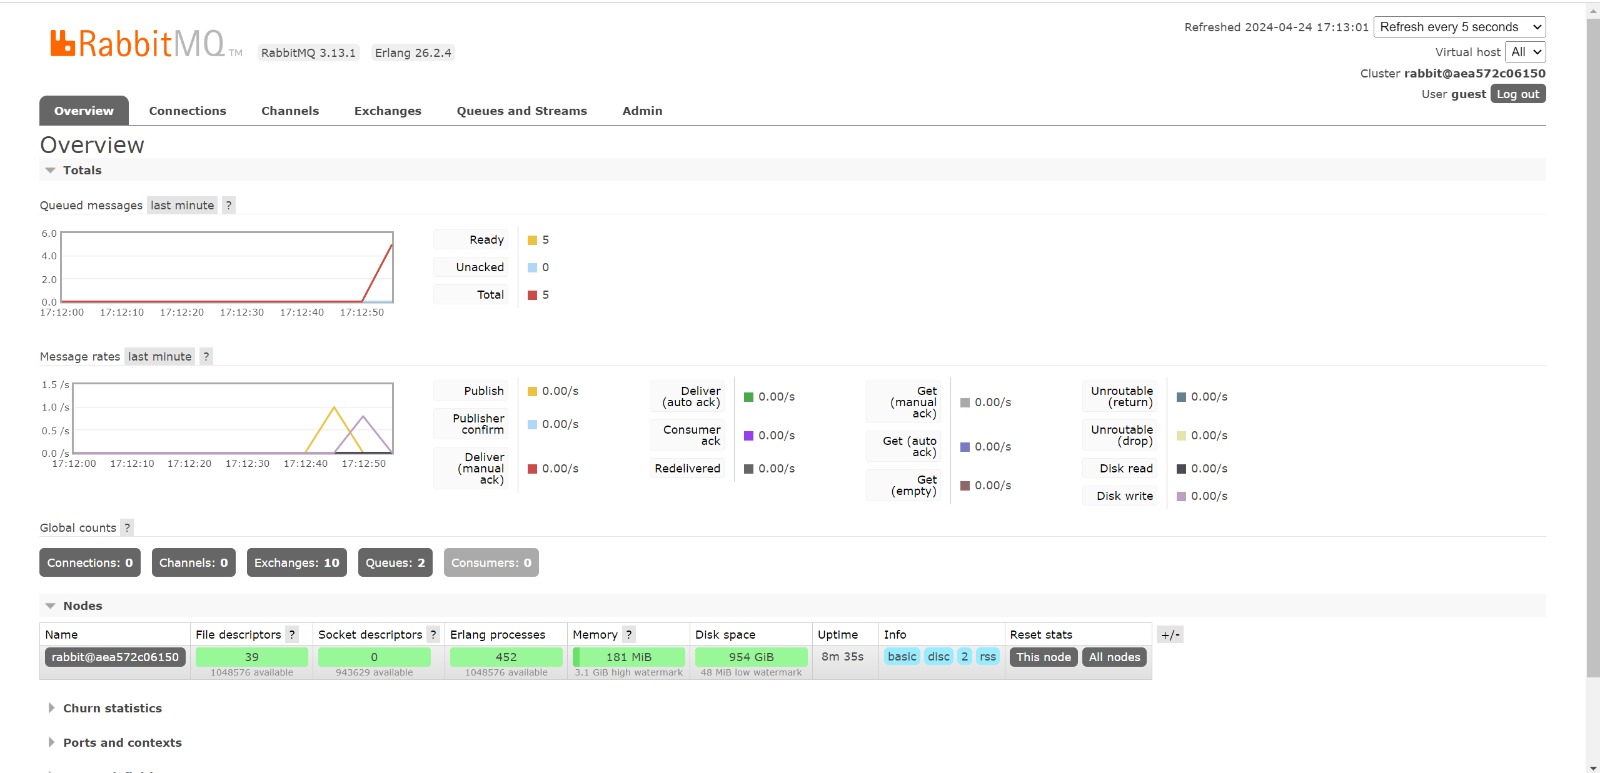 Refreshed 2024-04-24 17:13:01 Refresh every 5 seconds
RabbitMQ TM RabbitMQ 3.13.1 Erlang 26.2.4
Virtual host All
Cluster rabbit@aea572c06150
User guest Log out
Overview Connections Channels Exchanges Queues and Streams Admin
Overview
Totals
Queued messages last minute ?
6.0
4.0
2.0
0.0
17:12:00 17:12:10 17:12:20 17:12:30 17:12:40 17:12:50
Ready 5
Unacked 0
Total 5
Message rates last minute ?
1.5 /s
1.0 /s
0.5 /s
0.0 /s
17:12:00 17:12:10 17:12:20 17:12:30 17:12:40 17:12:50
Publish 0.00/s
Publisher
confirm 0.00/s
Deliver
(manual
ack) 0.00/s
Deliver
(auto ack) 0.00/s
Consumer
ack 0.00/s
Redelivered 0.00/s
Get
(manual
ack) 0.00/s
Get (auto
ack) 0.00/s
Get
(empty) 0.00/s
Unroutable
(return) 0.00/s
Unroutable
(drop) 0.00/s
Disk read 0.00/s
Disk write 0.00/s
Global counts ?
Connections: 0 Channels: 0 Exchanges: 10 Queues: 2 Consumers: 0
Nodes
Name File descriptors ? Socket descriptors ? Erlang processes Memory ? Disk space Uptime Info Reset stats +/-
rabbit@aea572c06150 39 0 452 181 MiB 954 GiB 8m 35s basic disc 2 rss This node All nodes
1048576 available 943629 available 1048576 available 3.1 GiB high watermark 48 MiB low watermark
Churn statistics
Ports and contexts